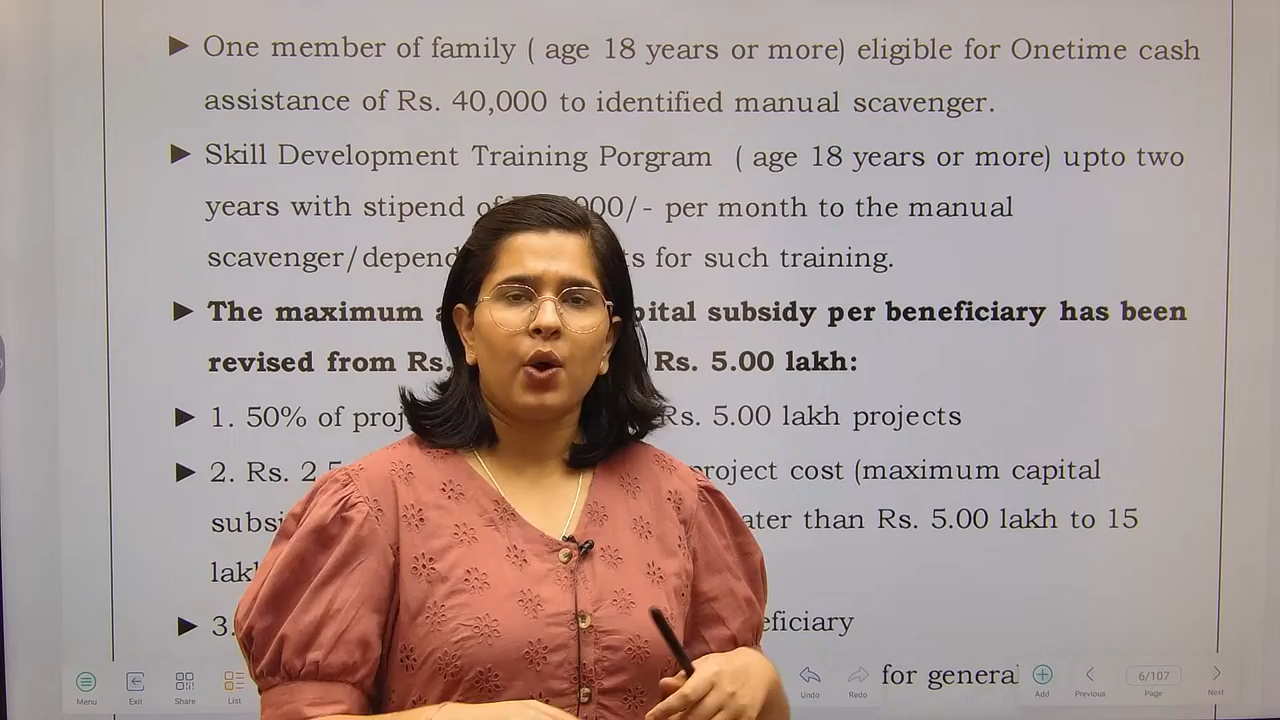 ► One member of family ( age 18 years or more) eligible for Onetime cash
assistance of Rs. 40,000 to identified manual scavenger.
► Skill Development Training Porgram ( age 18 years or more) upto two
years with stipend of 000/- per month to the manual
scavenger/depend s for such training.
► The maximum pital subsidy per beneficiary has been
revised from Rs. Rs. 5.00 lakh:
► 1. 50% of proj Rs. 5.00 lakh projects
► 2. Rs. 2.5 project cost (maximum capital
subsi ater than Rs. 5.00 lakh to 15
lak
► 3. eficiary
for general
Menu Exit Share List Undo Redo Add Previous 6/107 Page Next